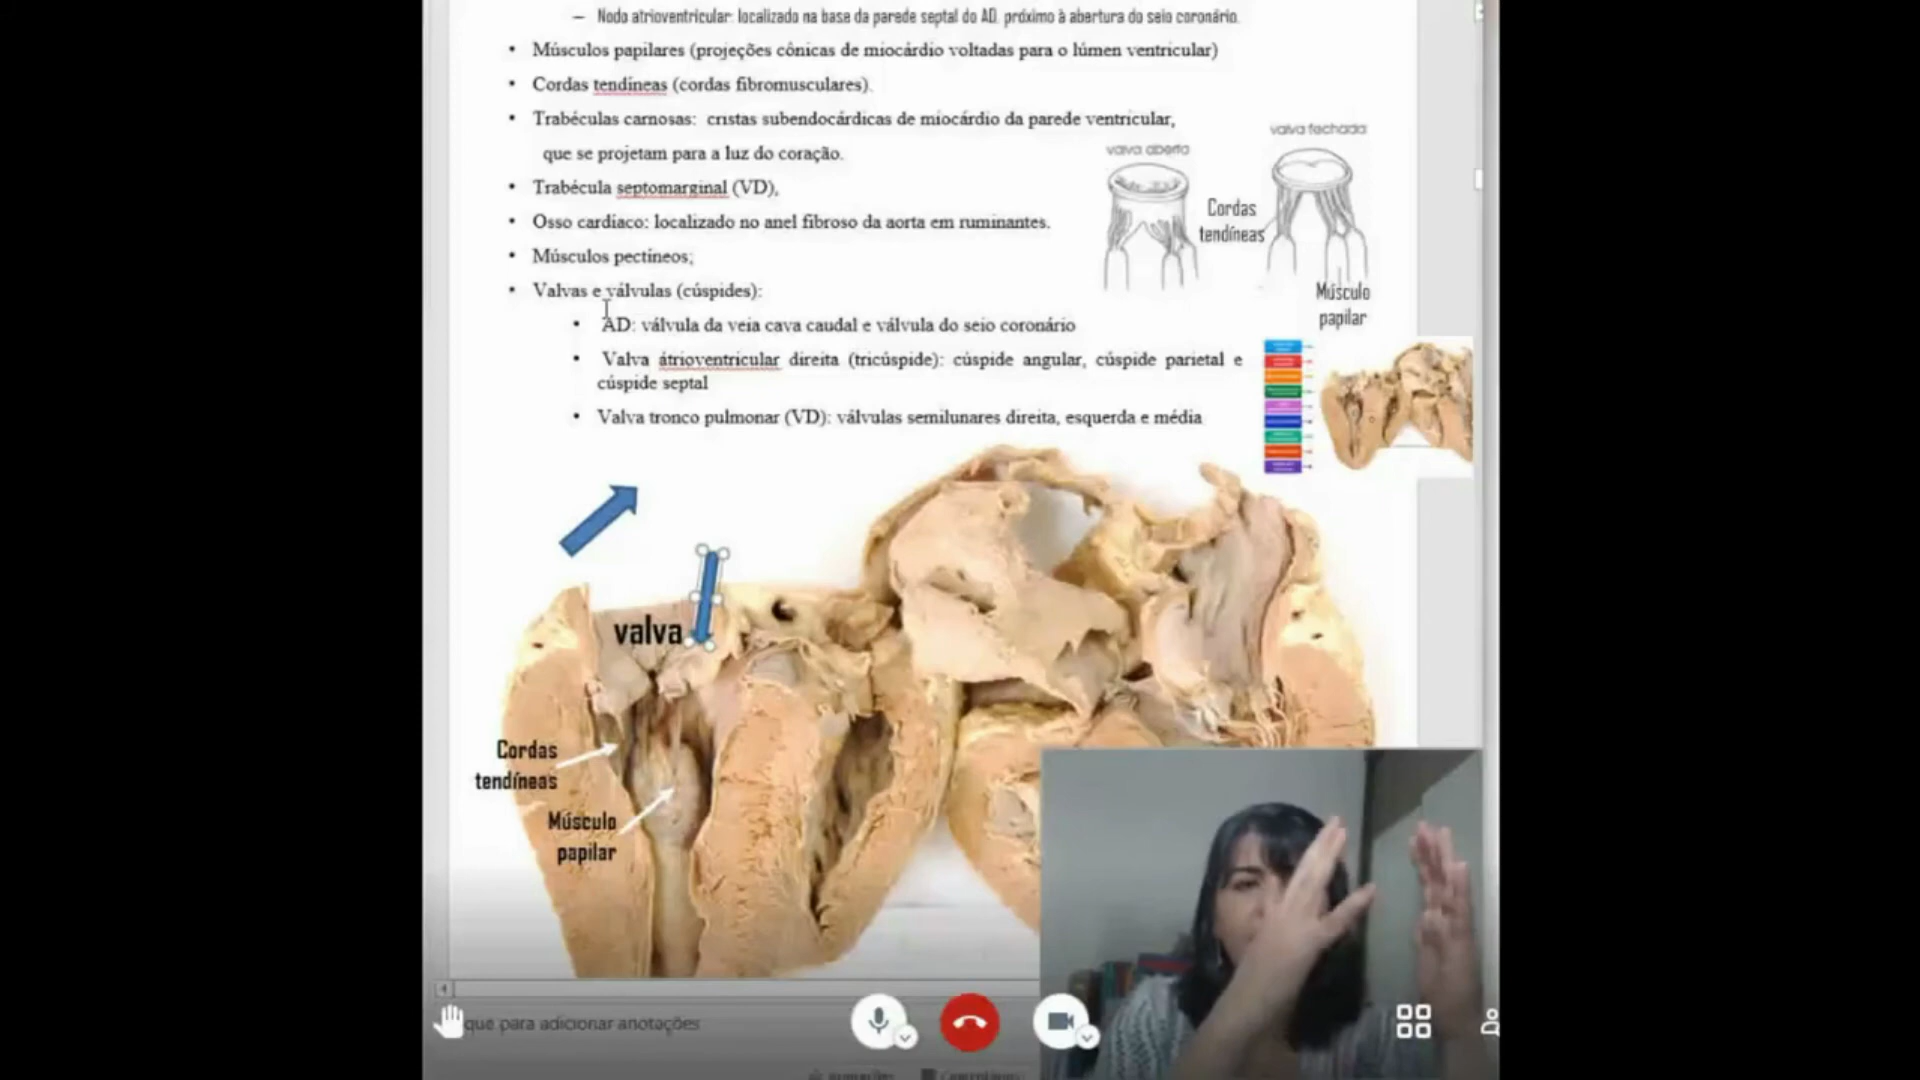 – Nodo atrioventricular: localizado na base da parede septal do AD, próximo à abertura do seio coronário.
• Músculos papilares (projeções cônicas de miocárdio voltadas para o lúmen ventricular)
• Cordas tendíneas (cordas fibromusculares).
• Trabéculas carnosas: cristas subendocárdicas de miocárdio da parede ventricular,
que se projetam para a luz do coração.
• Trabécula septomarginal (VD),
• Osso cardíaco: localizado no anel fibroso da aorta em ruminantes.
• Músculos pectíneos;
• Valvas e válvulas (cúspides):
• AD: válvula da veia cava caudal e válvula do seio coronário
• Valva átrioventricular direita (tricúspide): cúspide angular, cúspide parietal e
cúspide septal
• Valva tronco pulmonar (VD): válvulas semilunares direita, esquerda e média
valva aberta
valva fechada
Cordas
tendíneas
Músculo
papilar
valva
Cordas
tendíneas
Músculo
papilar
que para adicionar anotações